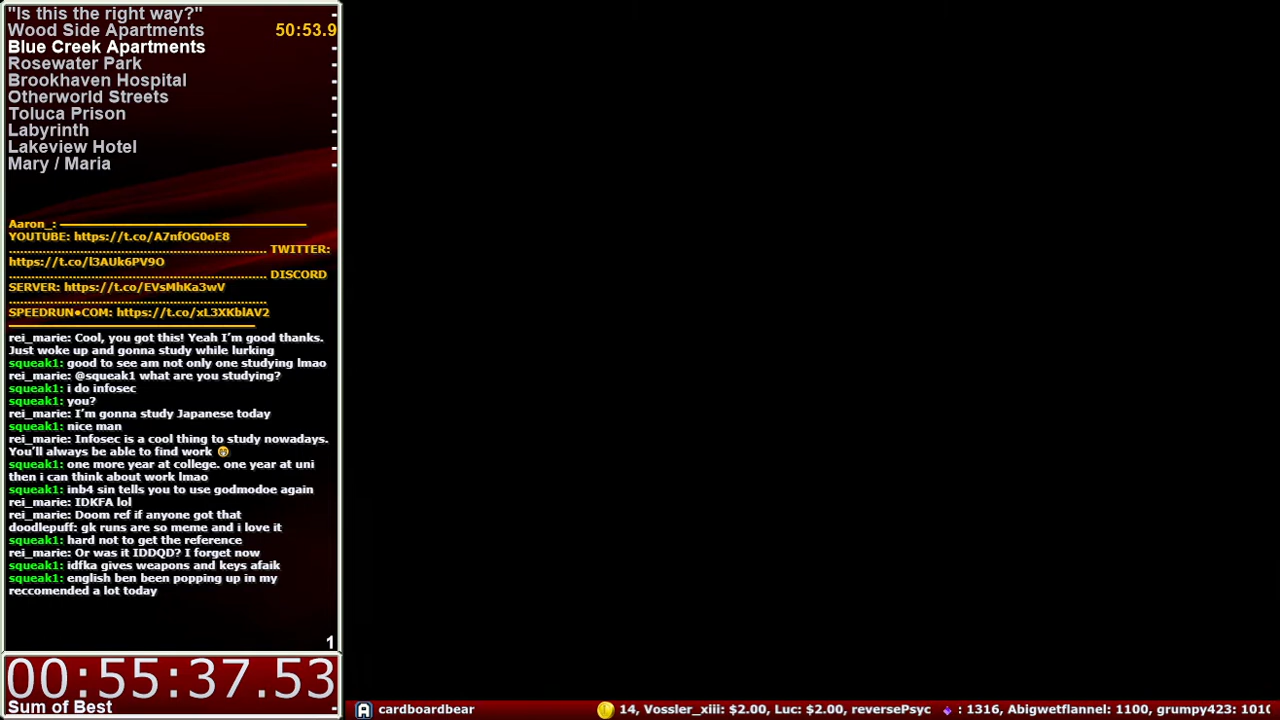 "Is this the right way?" -
Wood Side Apartments 50:53.9
Blue Creek Apartments -
Rosewater Park -
Brookhaven Hospital -
Otherworld Streets -
Toluca Prison -
Labyrinth -
Lakeview Hotel -
Mary / Maria -
Aaron_: ————————————————
YOUTUBE: https://t.co/A7nfOG0oE8
................................................................ TWITTER:
https://t.co/l3AUk6PV9O
................................................................ DISCORD
SERVER: https://t.co/EVsMhKa3wV
................................................................
SPEEDRUN●COM: https://t.co/xL3XKblAV2
————————————————
rei_marie: Cool, you got this! Yeah I'm good thanks.
Just woke up and gonna study while lurking
squeak1: good to see am not only one studying lmao
rei_marie: @squeak1 what are you studying?
squeak1: i do infosec
squeak1: you?
rei_marie: I'm gonna study Japanese today
squeak1: nice man
rei_marie: Infosec is a cool thing to study nowadays.
You'll always be able to find work
squeak1: one more year at college. one year at uni
then i can think about work lmao
squeak1: inb4 sin tells you to use godmodoe again
rei_marie: IDKFA lol
rei_marie: Doom ref if anyone got that
doodlepuff: gk runs are so meme and i love it
squeak1: hard not to get the reference
rei_marie: Or was it IDDQD? I forget now
squeak1: idfka gives weapons and keys afaik
squeak1: english ben been popping up in my
reccomended a lot today
1
00:55:37.53
Sum of Best -
cardboardbear 14, Vossler_xiii: $2.00, Luc: $2.00, reversePsyc : 1316, Abigwetflannel: 1100, grumpy423: 1010